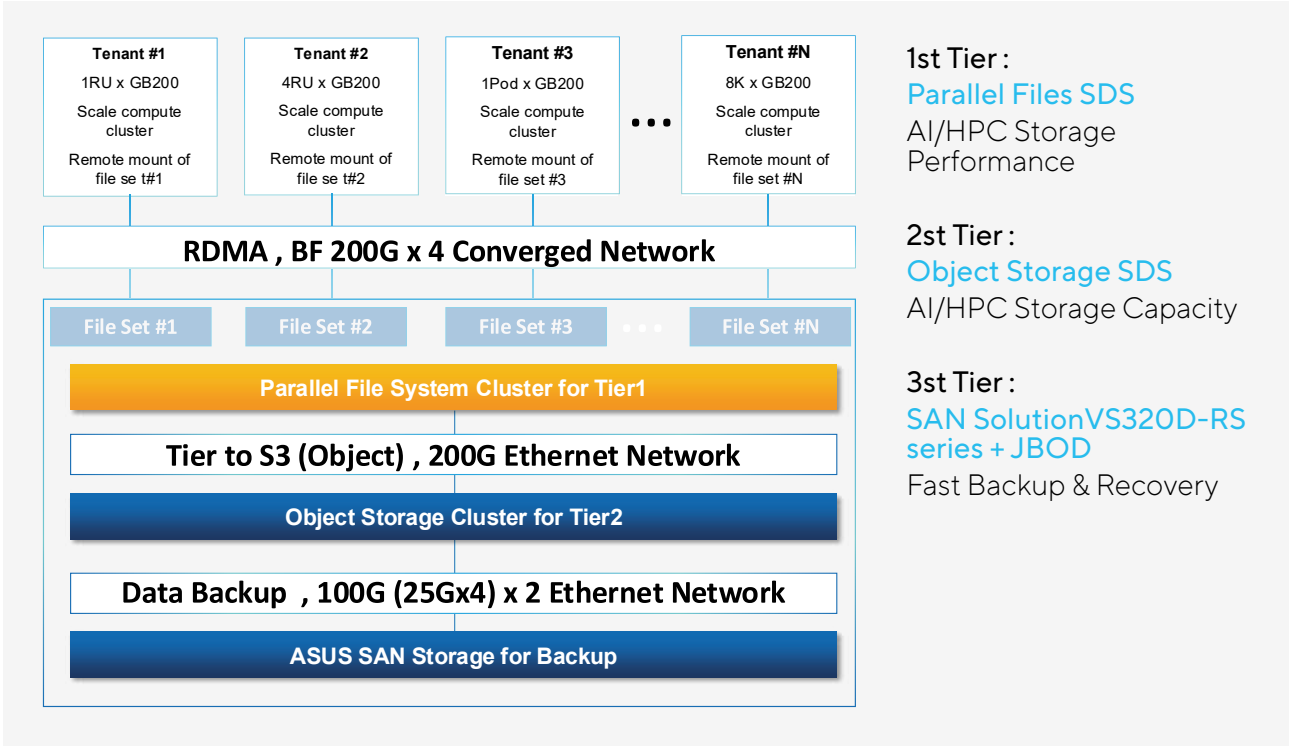 Tenant #1
1RU x GB200
Scale compute
cluster
Remote mount of
file se t#1
Tenant #2
4RU x GB200
Scale compute
cluster
Remote mount of
file se t#2
Tenant #3
1Pod x GB200
Scale compute
cluster
Remote mount of
file set #3
...
Tenant #N
8K x GB200
Scale compute
cluster
Remote mount of
file set #N
RDMA , BF 200G x 4 Converged Network
File Set #1
File Set #2
File Set #3
...
File Set #N
Parallel File System Cluster for Tier1
Tier to S3 (Object) , 200G Ethernet Network
Object Storage Cluster for Tier2
Data Backup , 100G (25Gx4) x 2 Ethernet Network
ASUS SAN Storage for Backup
1st Tier :
Parallel Files SDS
AI/HPC Storage
Performance
2st Tier :
Object Storage SDS
AI/HPC Storage Capacity
3st Tier :
SAN SolutionVS320D-RS
series + JBOD
Fast Backup & Recovery